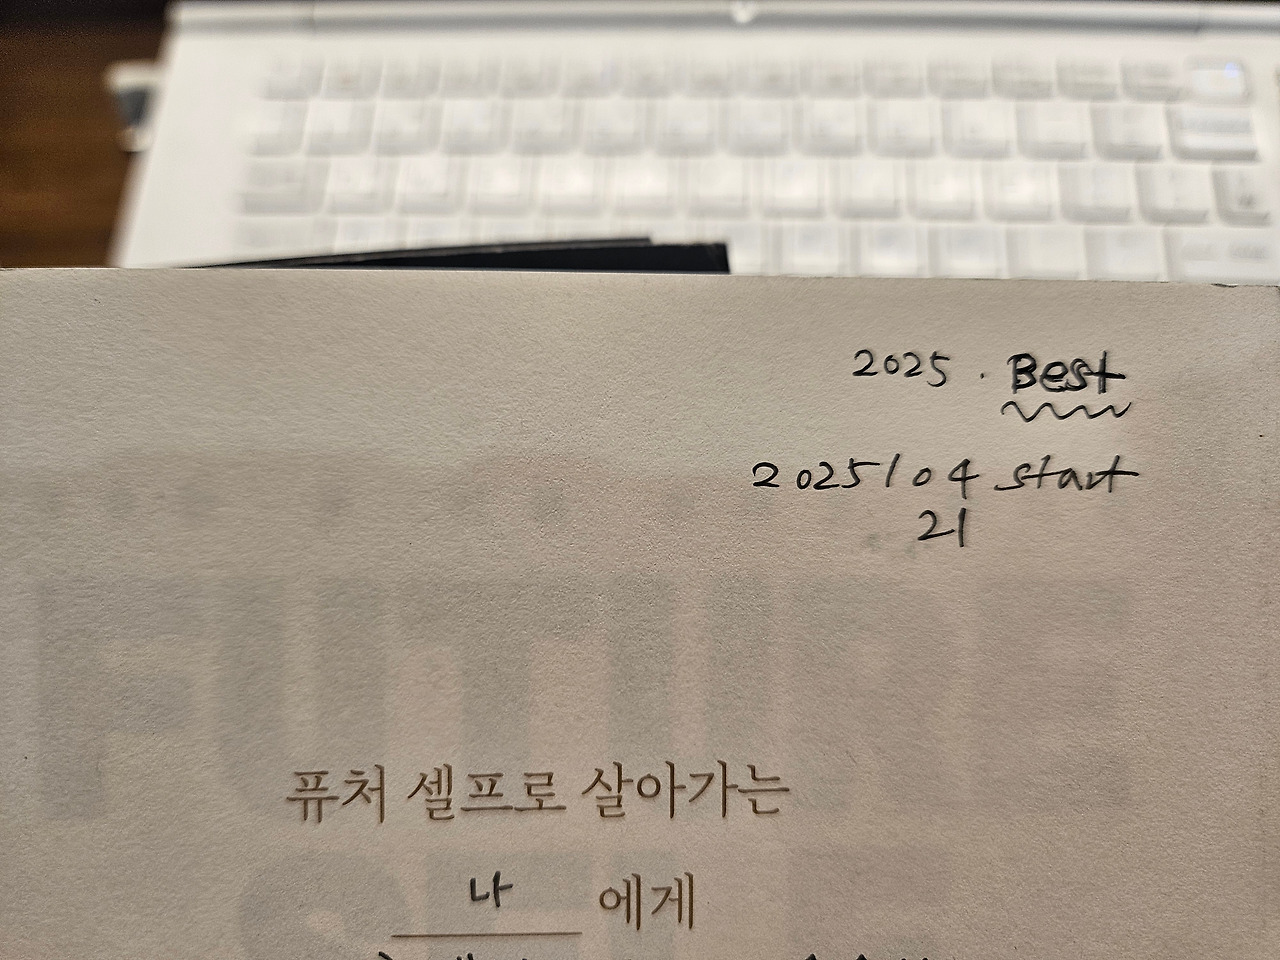 2025 . Best
2025/04 start
21
퓨처 셀프로 살아가는
나 에게